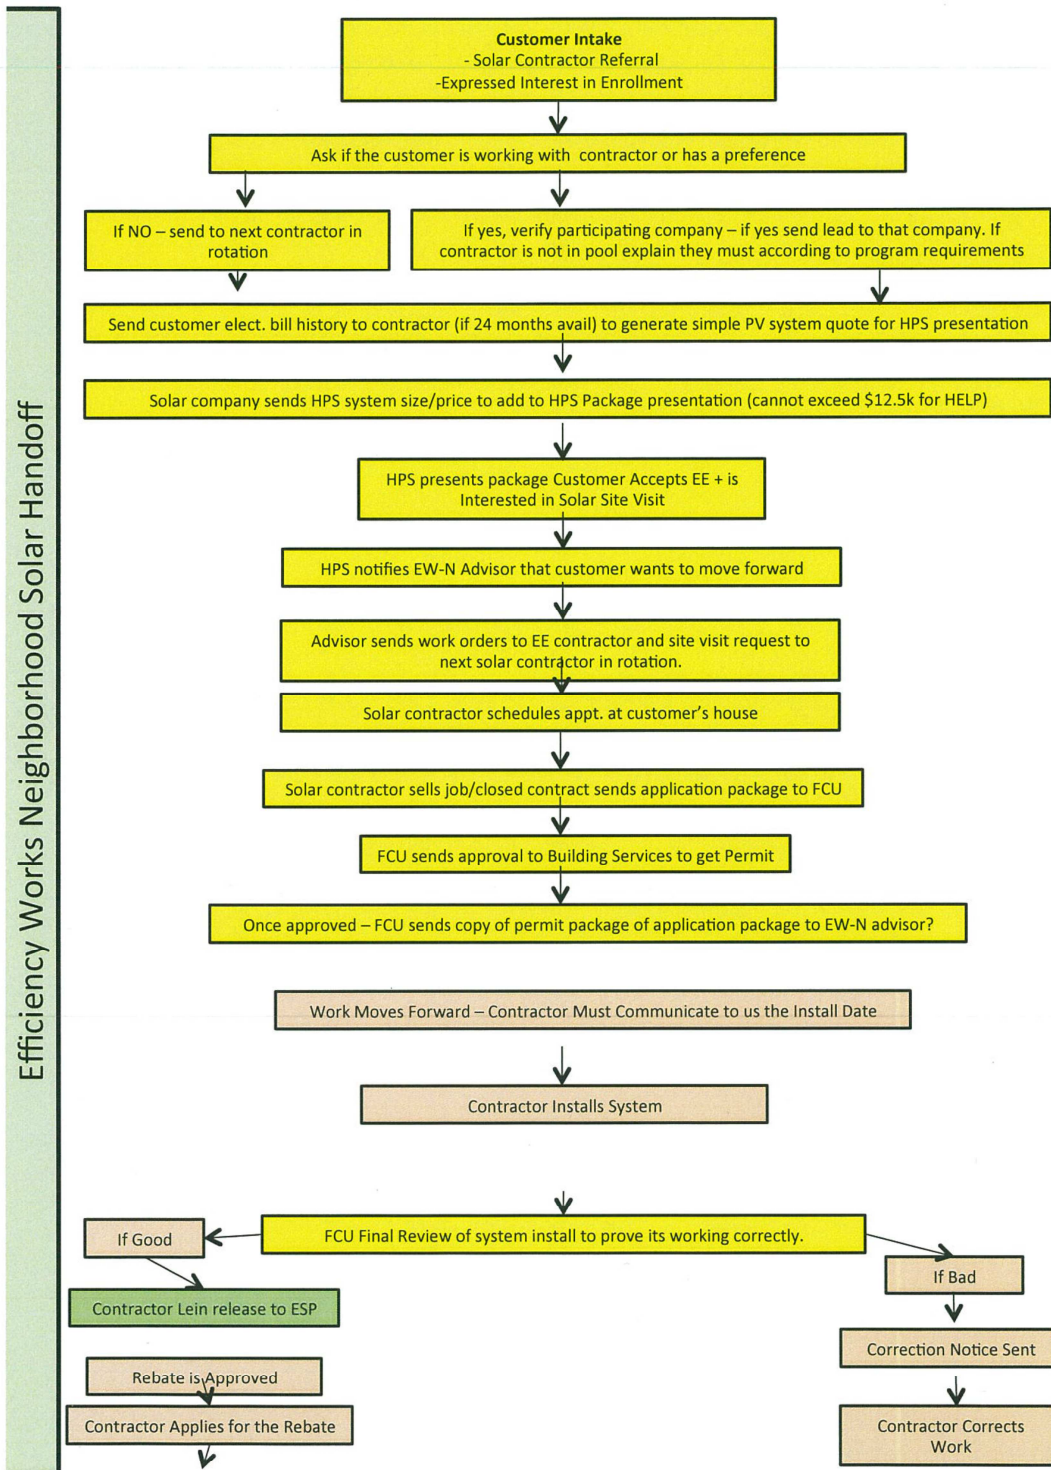 Efficiency Works Neighborhood Solar Handoff
Customer Intake
- Solar Contractor Referral
-Expressed Interest in Enrollment
Ask if the customer is working with contractor or has a preference
If NO – send to next contractor in
rotation
If yes, verify participating company – if yes send lead to that company. If
contractor is not in pool explain they must according to program requirements
Send customer elect. bill history to contractor (if 24 months avail) to generate simple PV system quote for HPS presentation
Solar company sends HPS system size/price to add to HPS Package presentation (cannot exceed $12.5k for HELP)
HPS presents package Customer Accepts EE + is
Interested in Solar Site Visit
HPS notifies EW-N Advisor that customer wants to move forward
Advisor sends work orders to EE contractor and site visit request to
next solar contractor in rotation.
Solar contractor schedules appt. at customer's house
Solar contractor sells job/closed contract sends application package to FCU
FCU sends approval to Building Services to get Permit
Once approved – FCU sends copy of permit package of application package to EW-N advisor?
Work Moves Forward – Contractor Must Communicate to us the Install Date
Contractor Installs System
FCU Final Review of system install to prove its working correctly.
If Good
If Bad
Contractor Lein release to ESP
Correction Notice Sent
Rebate is Approved
Contractor Applies for the Rebate
Contractor Corrects
Work